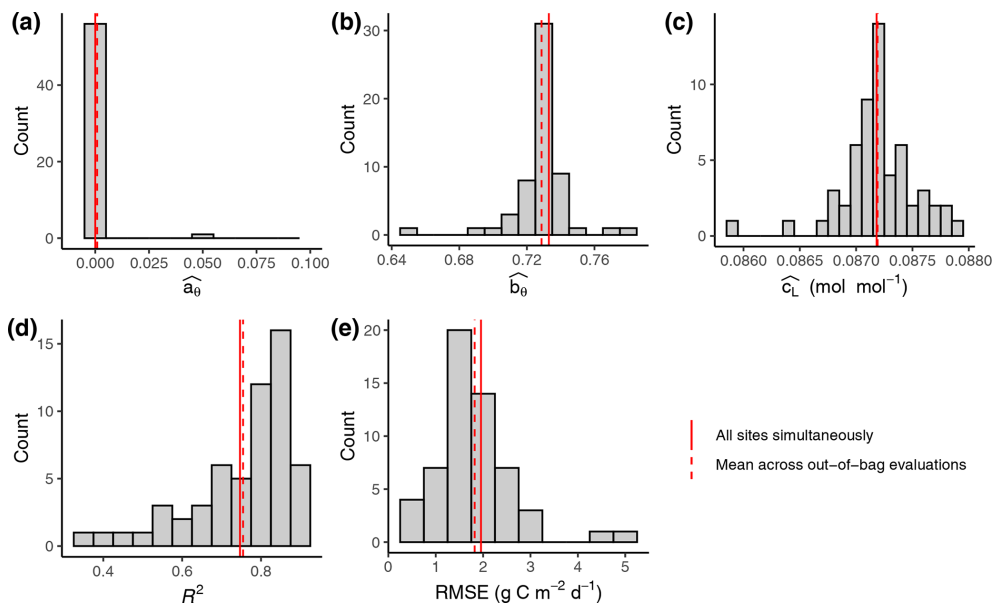 (a)
Count
0
20
40
0.000 0.025 0.050 0.075 0.100
âθ
(b)
Count
0
10
20
30
0.64 0.68 0.72 0.76
b̂θ
(c)
Count
0
5
10
0.0860 0.0865 0.0870 0.0875 0.0880
ĉL (mol mol⁻¹)
(d)
Count
0
5
10
15
0.4 0.6 0.8
R²
(e)
Count
0
5
10
15
20
0 1 2 3 4 5
RMSE (g C m⁻² d⁻¹)
All sites simultaneously
Mean across out−of−bag evaluations